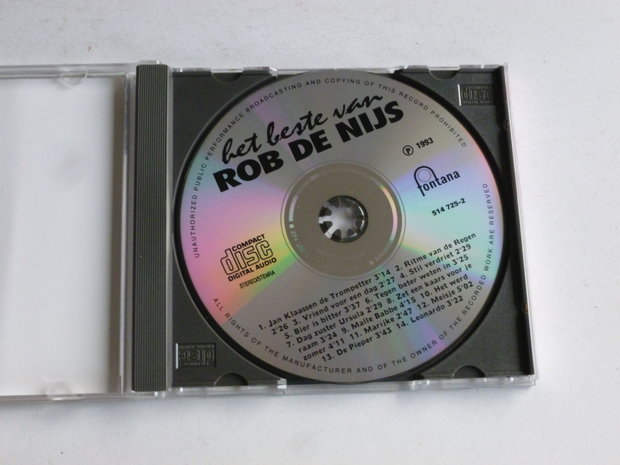 UNAUTHORIZED PUBLIC PERFORMANCE BROADCASTING AND COPYING OF THIS RECORD PROHIBITED
het beste van
ROB DE NIJS
℗ 1993
fontana
514 725-2
COMPACT
disc
DIGITAL AUDIO
STEREO/STEMRA
1. Jan Klaassen de Trompetter 3'14 2. Ritme van de Regen
2'26 3. Vriend voor een dag 2'27 4. Stil verdriet 2'29
5. Bier is bitter 3'37 6. Tegen beter weten in 3'25
7. Dag zuster Ursula 2'29 8. Zet een kaars voor je
raam 3'24 9. Malle Babbe 4'15 10. Het werd
zomer 4'11 11. Marijke 2'47 12. Meisje 5'02
13. De Pieper 3'43 14. Leonardo 3'22
ALL RIGHTS OF THE MANUFACTURER AND OF THE OWNER OF THE RECORDED WORK ARE RESERVED